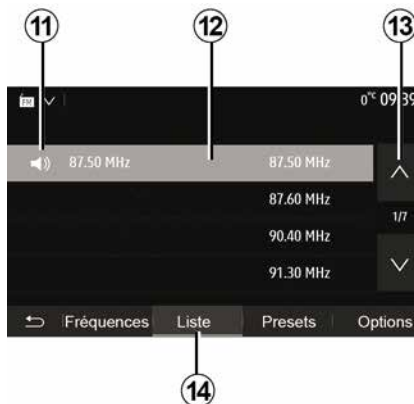 11 12 13
FM 0°C 09:39
87.50 MHz 87.50 MHz
87.60 MHz
1/7
90.40 MHz
91.30 MHz
Fréquences Liste Presets Options
14